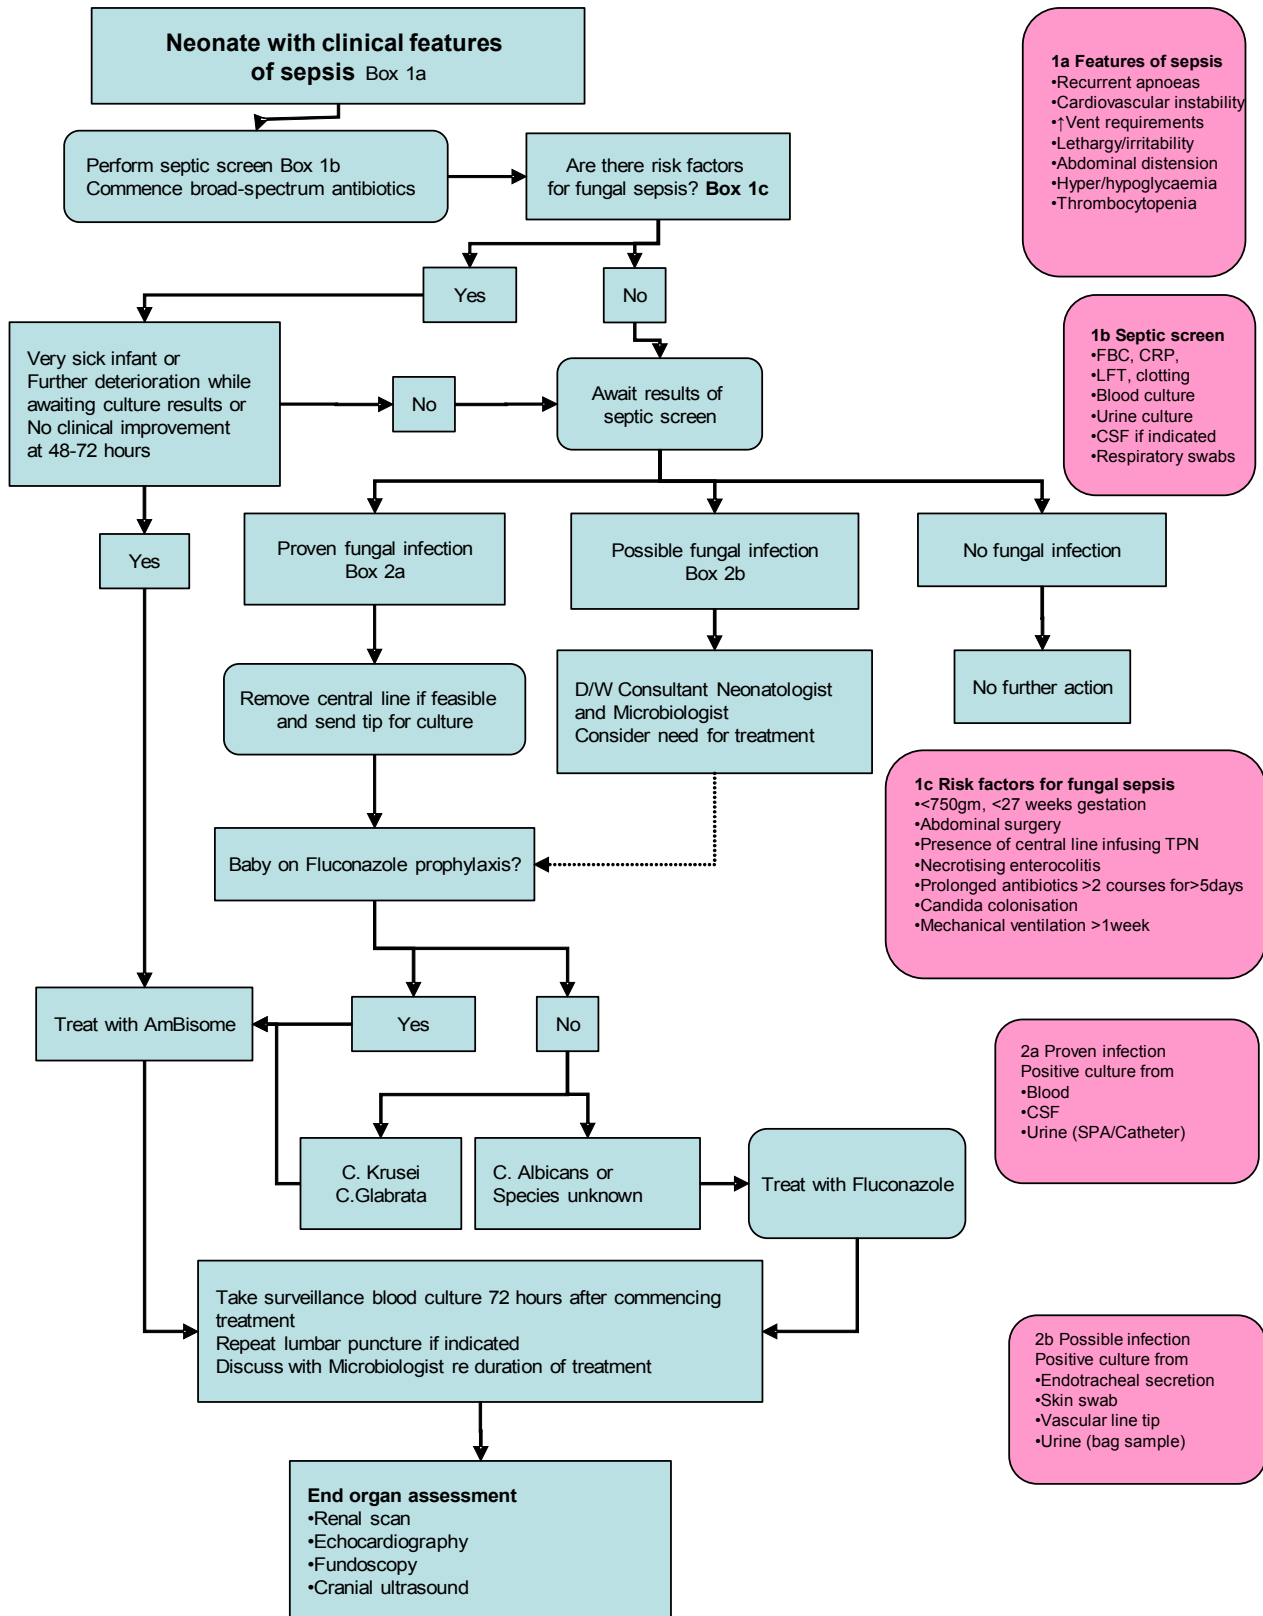 Neonate with clinical features
of sepsis Box 1a
Perform septic screen Box 1b
Commence broad-spectrum antibiotics
Are there risk factors
for fungal sepsis? Box 1c
Yes
No
Very sick infant or
Further deterioration while
awaiting culture results or
No clinical improvement
at 48-72 hours
No
Await results of
septic screen
Yes
Proven fungal infection
Box 2a
Possible fungal infection
Box 2b
No fungal infection
Remove central line if feasible
and send tip for culture
D/W Consultant Neonatologist
and Microbiologist
Consider need for treatment
No further action
Baby on Fluconazole prophylaxis?
Treat with AmBisome
Yes
No
C. Krusei
C.Glabrata
C. Albicans or
Species unknown
Treat with Fluconazole
Take surveillance blood culture 72 hours after commencing
treatment
Repeat lumbar puncture if indicated
Discuss with Microbiologist re duration of treatment
End organ assessment
•Renal scan
•Echocardiography
•Fundoscopy
•Cranial ultrasound
1a Features of sepsis
•Recurrent apnoeas
•Cardiovascular instability
•↑Vent requirements
•Lethargy/irritability
•Abdominal distension
•Hyper/hypoglycaemia
•Thrombocytopenia
1b Septic screen
•FBC, CRP,
•LFT, clotting
•Blood culture
•Urine culture
•CSF if indicated
•Respiratory swabs
1c Risk factors for fungal sepsis
•<750gm, <27 weeks gestation
•Abdominal surgery
•Presence of central line infusing TPN
•Necrotising enterocolitis
•Prolonged antibiotics >2 courses for>5days
•Candida colonisation
•Mechanical ventilation >1week
2a Proven infection
Positive culture from
•Blood
•CSF
•Urine (SPA/Catheter)
2b Possible infection
Positive culture from
•Endotracheal secretion
•Skin swab
•Vascular line tip
•Urine (bag sample)